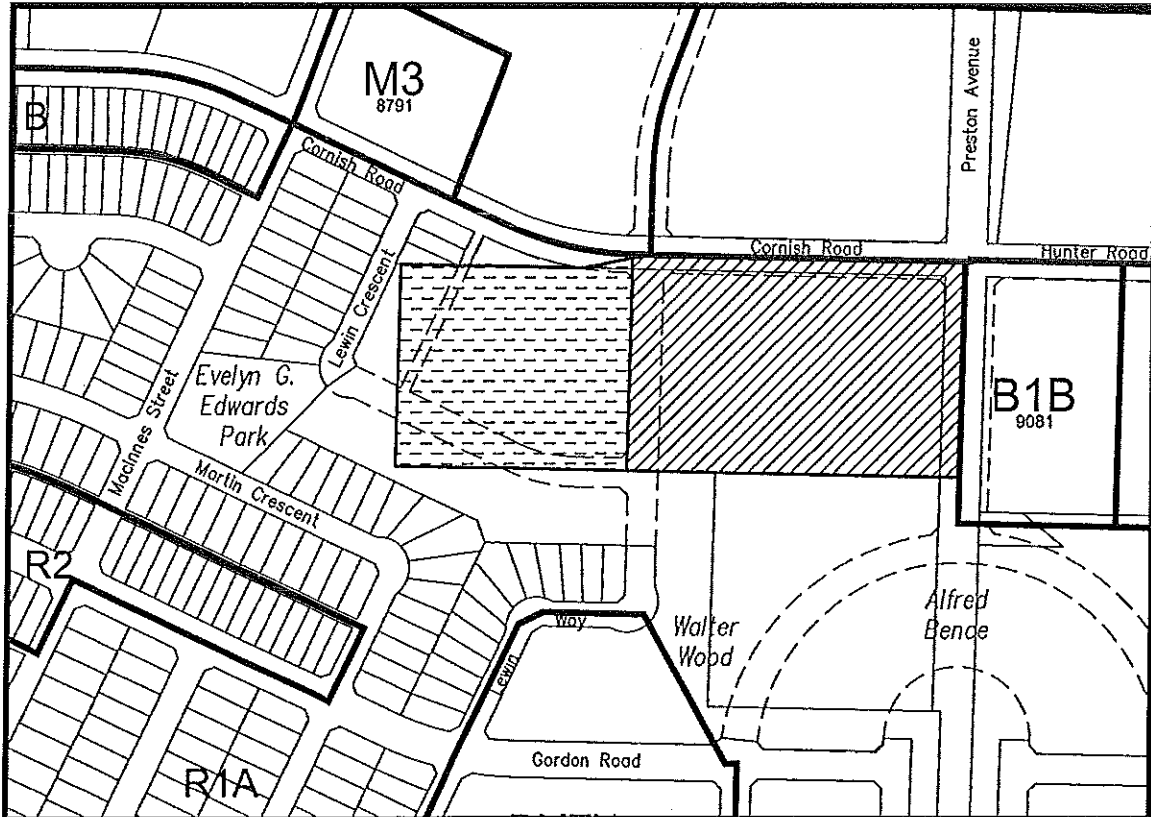 M3
8791
B
Cornish Road
Preston Avenue
Cornish Road
Hunter Road
Lewin Crescent
Evelyn G.
Edwards
Park
MacInnes Street
B1B
9081
Martin Crescent
R2
Lewin
Way
Walter
Wood
Alfred
Bence
Gordon Road
R1A